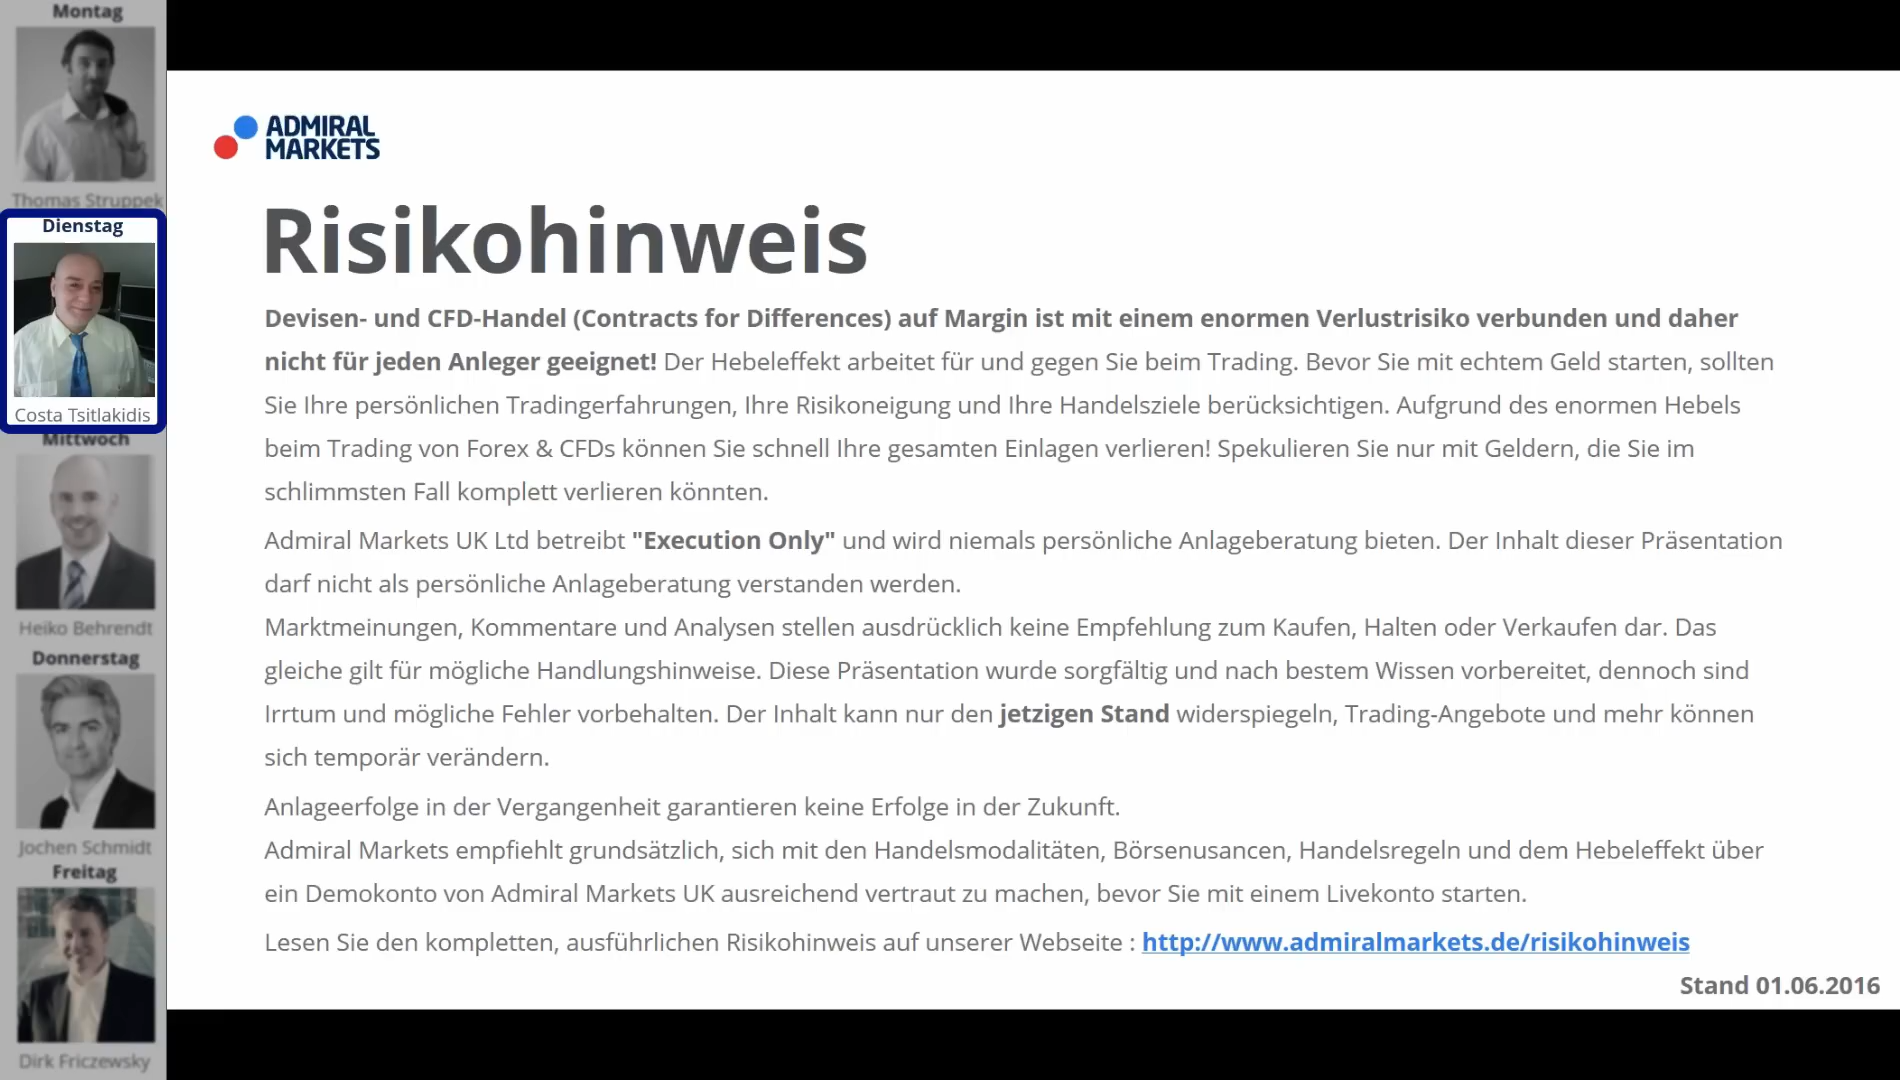 Montag
Thomas Struppek
Dienstag
Costa Tsitlakidis
Mittwoch
Heiko Behrendt
Donnerstag
Jochen Schmidt
Freitag
Dirk Friczewsky
ADMIRAL
MARKETS
Risikohinweis
Devisen- und CFD-Handel (Contracts for Differences) auf Margin ist mit einem enormen Verlustrisiko verbunden und daher
nicht für jeden Anleger geeignet! Der Hebeleffekt arbeitet für und gegen Sie beim Trading. Bevor Sie mit echtem Geld starten, sollten
Sie Ihre persönlichen Tradingerfahrungen, Ihre Risikoneigung und Ihre Handelsziele berücksichtigen. Aufgrund des enormen Hebels
beim Trading von Forex & CFDs können Sie schnell Ihre gesamten Einlagen verlieren! Spekulieren Sie nur mit Geldern, die Sie im
schlimmsten Fall komplett verlieren könnten.
Admiral Markets UK Ltd betreibt "Execution Only" und wird niemals persönliche Anlageberatung bieten. Der Inhalt dieser Präsentation
darf nicht als persönliche Anlageberatung verstanden werden.
Marktmeinungen, Kommentare und Analysen stellen ausdrücklich keine Empfehlung zum Kaufen, Halten oder Verkaufen dar. Das
gleiche gilt für mögliche Handlungshinweise. Diese Präsentation wurde sorgfältig und nach bestem Wissen vorbereitet, dennoch sind
Irrtum und mögliche Fehler vorbehalten. Der Inhalt kann nur den jetzigen Stand widerspiegeln, Trading-Angebote und mehr können
sich temporär verändern.
Anlageerfolge in der Vergangenheit garantieren keine Erfolge in der Zukunft.
Admiral Markets empfiehlt grundsätzlich, sich mit den Handelsmodalitäten, Börsenusancen, Handelsregeln und dem Hebeleffekt über
ein Demokonto von Admiral Markets UK ausreichend vertraut zu machen, bevor Sie mit einem Livekonto starten.
Lesen Sie den kompletten, ausführlichen Risikohinweis auf unserer Webseite : http://www.admiralmarkets.de/risikohinweis
Stand 01.06.2016